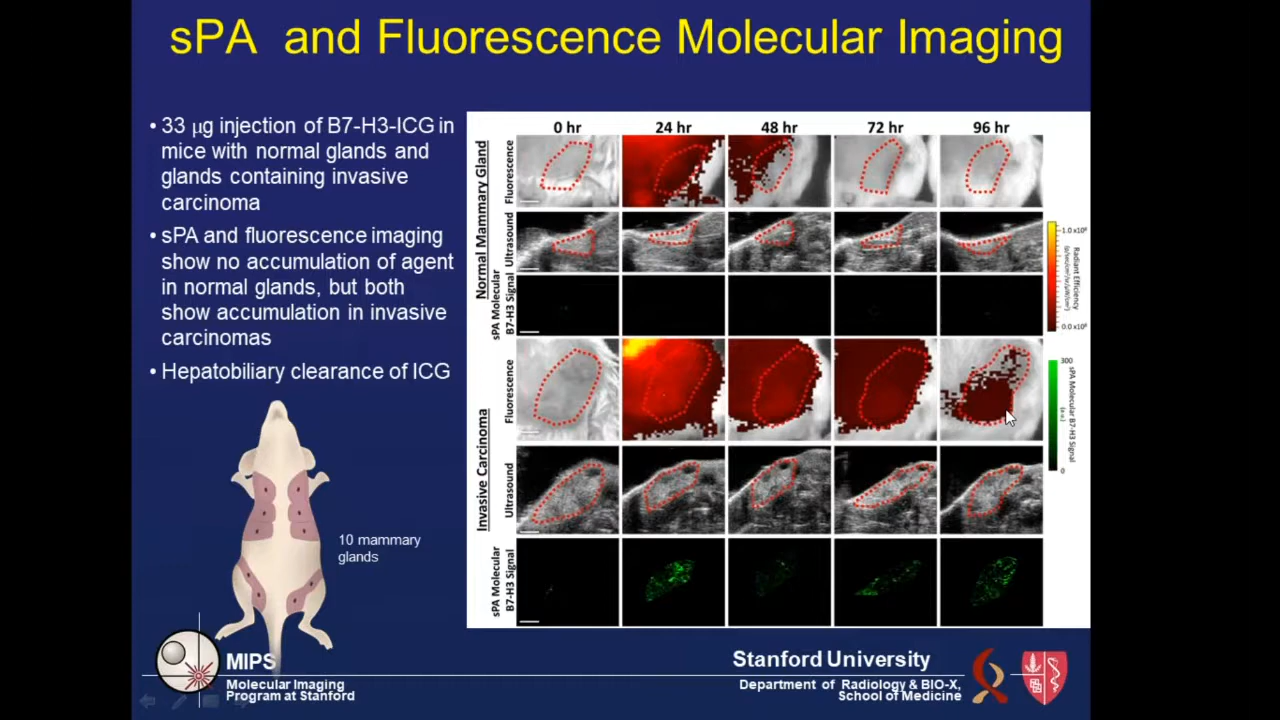 sPA and Fluorescence Molecular Imaging
• 33 μg injection of B7-H3-ICG in
mice with normal glands and
glands containing invasive
carcinoma
• sPA and fluorescence imaging
show no accumulation of agent
in normal glands, but both
show accumulation in invasive
carcinomas
• Hepatobiliary clearance of ICG
10 mammary
glands
0 hr 24 hr 48 hr 72 hr 96 hr
Normal Mammary Gland
Fluorescence
Ultrasound
sPA Molecular
B7-H3 Signal
Invasive Carcinoma
Fluorescence
Ultrasound
sPA Molecular
B7-H3 Signal
Radiant Efficiency
300
sPA Molecular B7-H3 Signal
(a.u.)
0
MIPS
Molecular Imaging
Program at Stanford
Stanford University
Department of Radiology & BIO-X,
School of Medicine